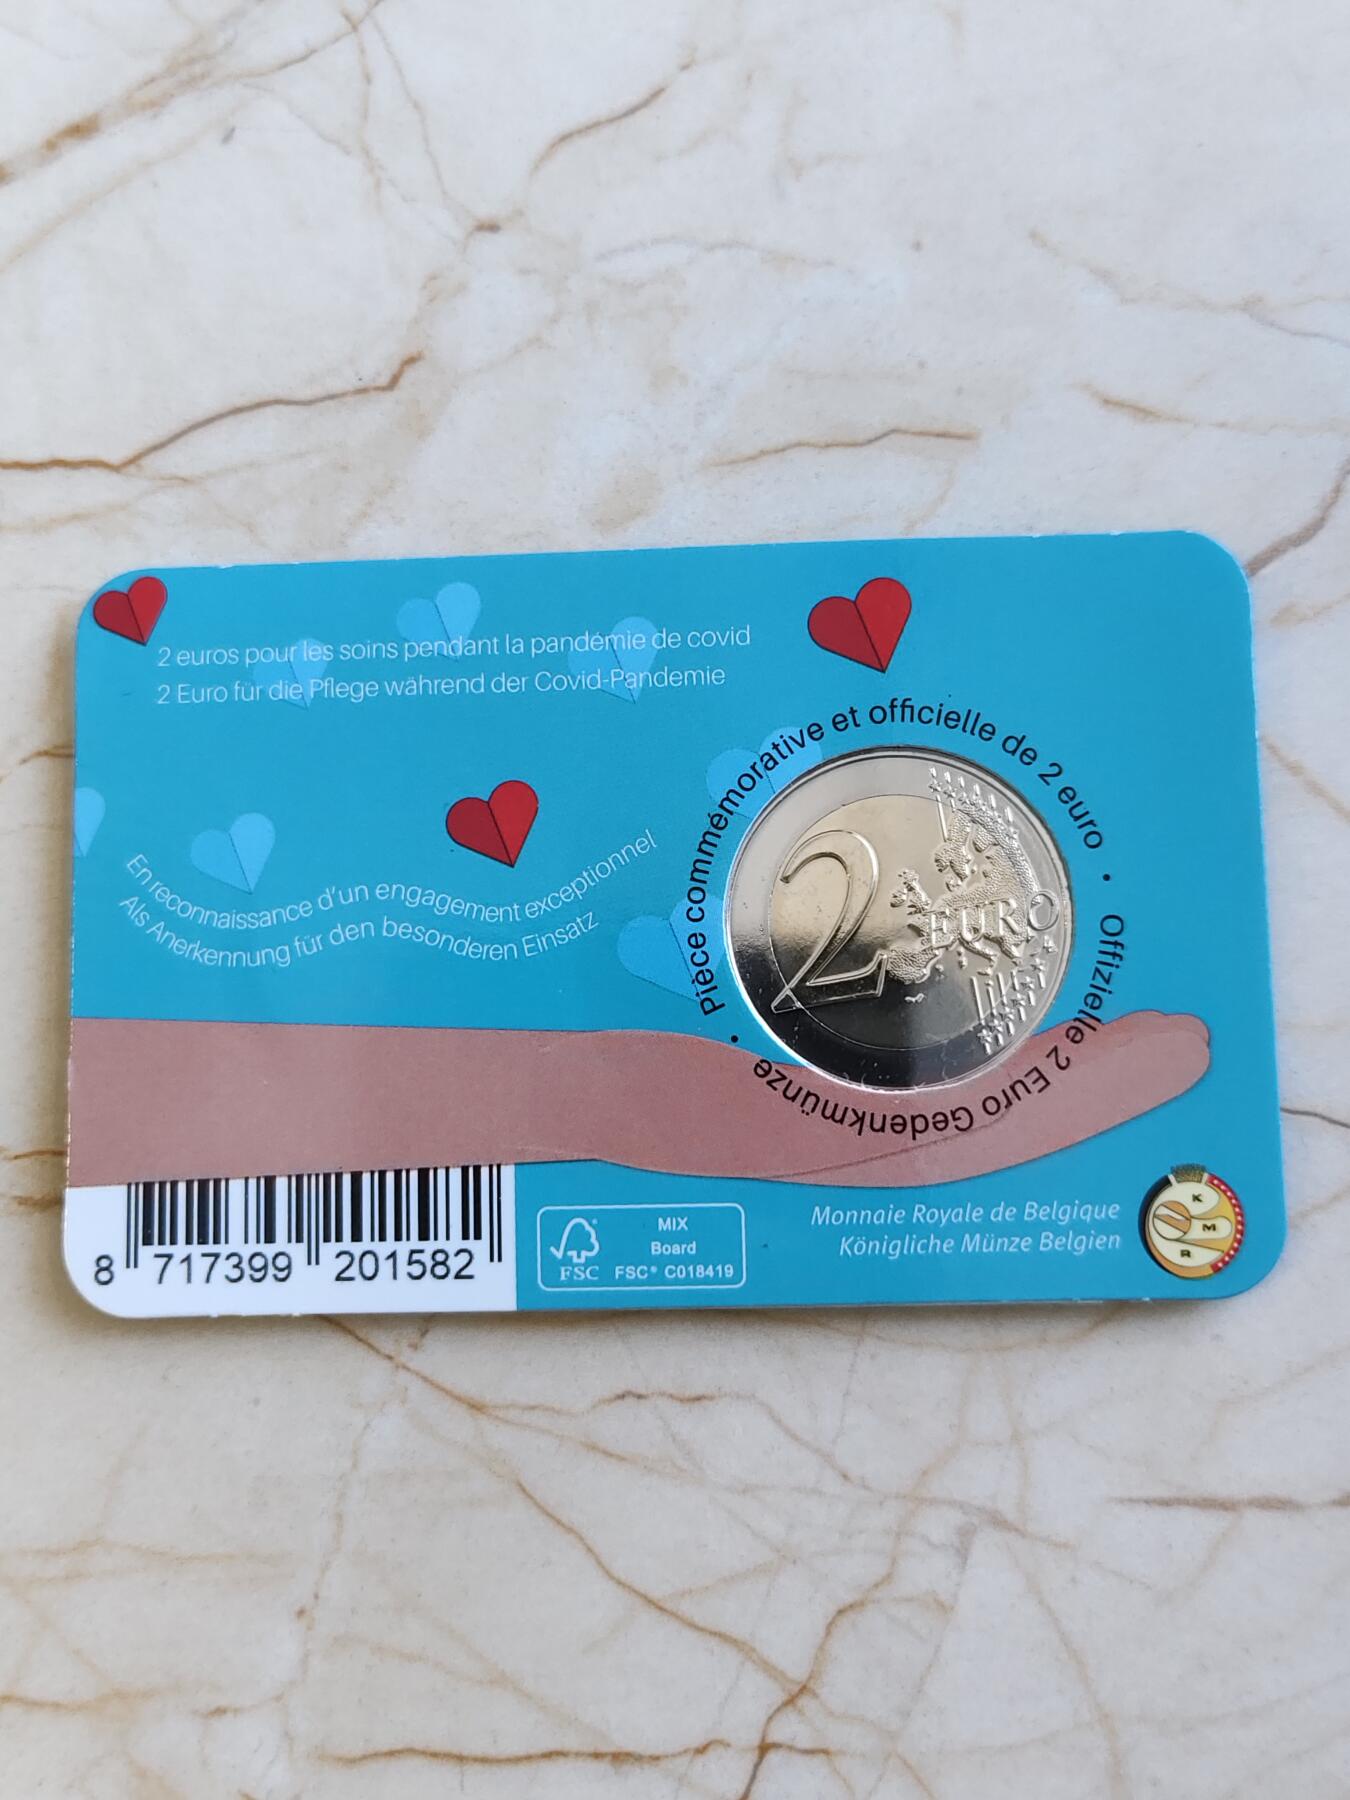 2 euros pour les soins pendant la pandémie de covid
2 Euro für die Pflege während der Covid-Pandemie
En reconnaissance d'un engagement exceptionnel
Als Anerkennung für den besonderen Einsatz
Pièce commémorative et officielle de 2 euro • Offizielle 2 Euro Gedenkmünze •
2 EURO
8 717399 201582
FSC
MIX
Board
FSC® C018419
Monnaie Royale de Belgique
Königliche Münze Belgien
K
M
R